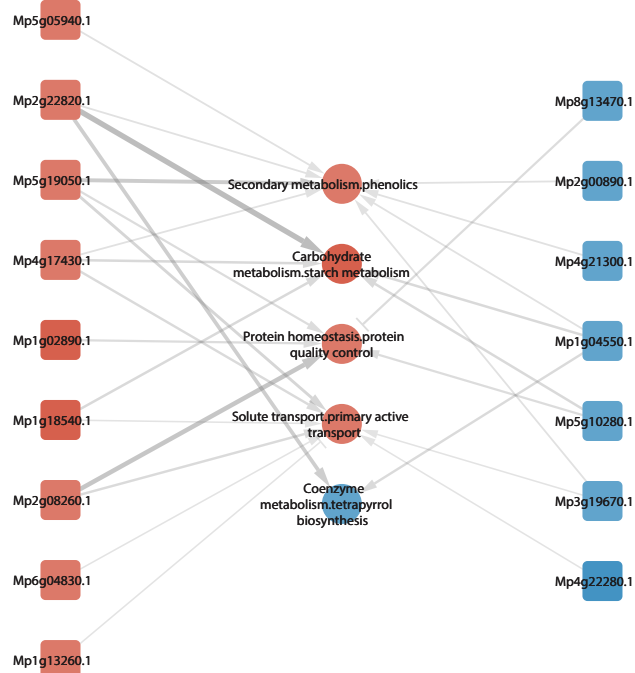 Mp5g05940.1
Mp2g22820.1
Mp5g19050.1
Mp4g17430.1
Mp1g02890.1
Mp1g18540.1
Mp2g08260.1
Mp6g04830.1
Mp1g13260.1
Secondary metabolism.phenolics
Carbohydrate
metabolism.starch metabolism
Protein homeostasis.protein
quality control
Solute transport.primary active
transport
Coenzyme
metabolism.tetrapyrrol
biosynthesis
Mp8g13470.1
Mp2g00890.1
Mp4g21300.1
Mp1g04550.1
Mp5g10280.1
Mp3g19670.1
Mp4g22280.1